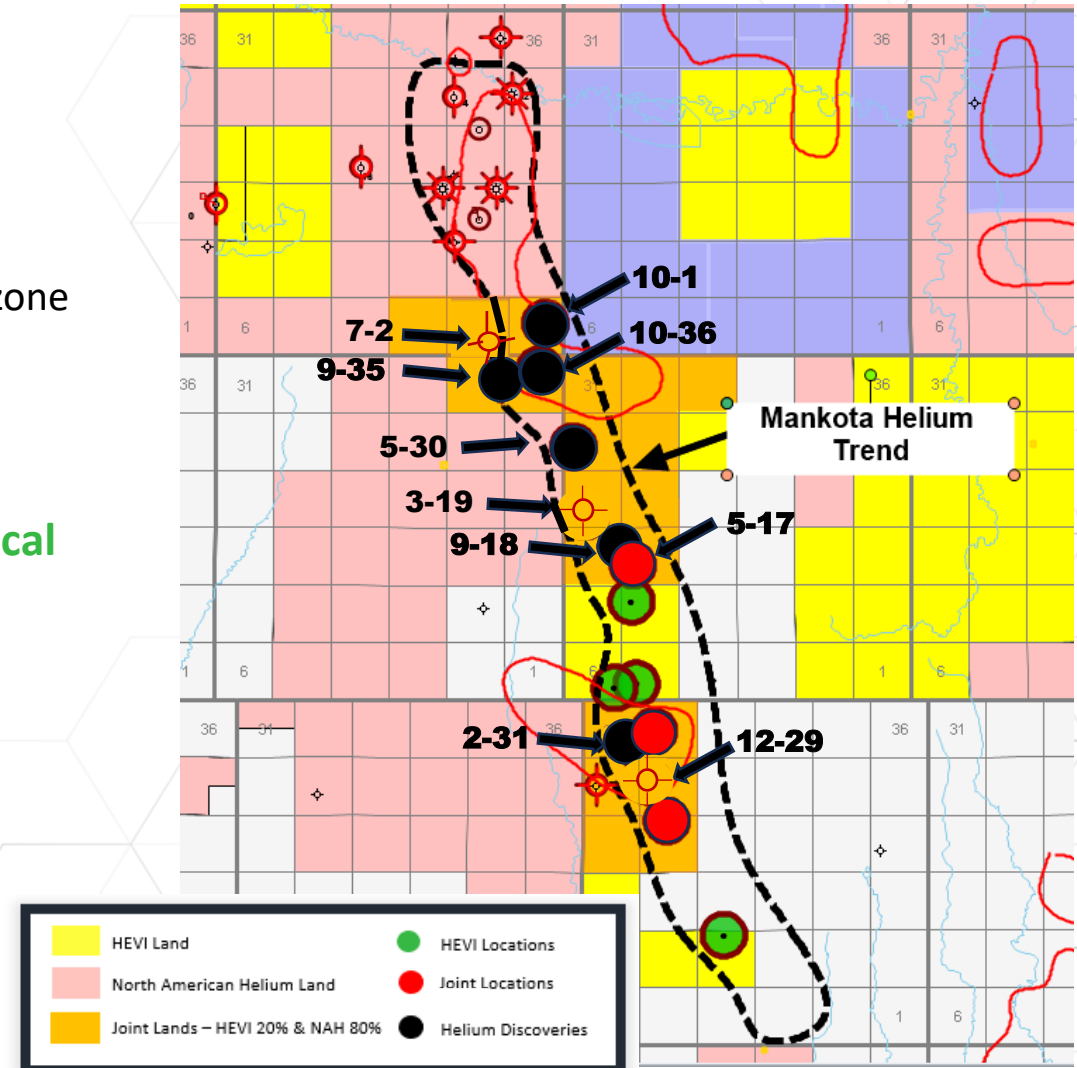 36 31 36 31 36 31
zone
10-1
1 6 7-2 6 10-36 1 6
9-35
36 31 36 31
Mankota Helium
Trend
5-30
3-19
5-17
cal
9-18
1 6 1 6 1 6
36 31 36 36 31
2-31
12-29
HEVI Land
HEVI Locations
North American Helium Land
Joint Locations
Joint Lands – HEVI 20% & NAH 80%
Helium Discoveries
1 6